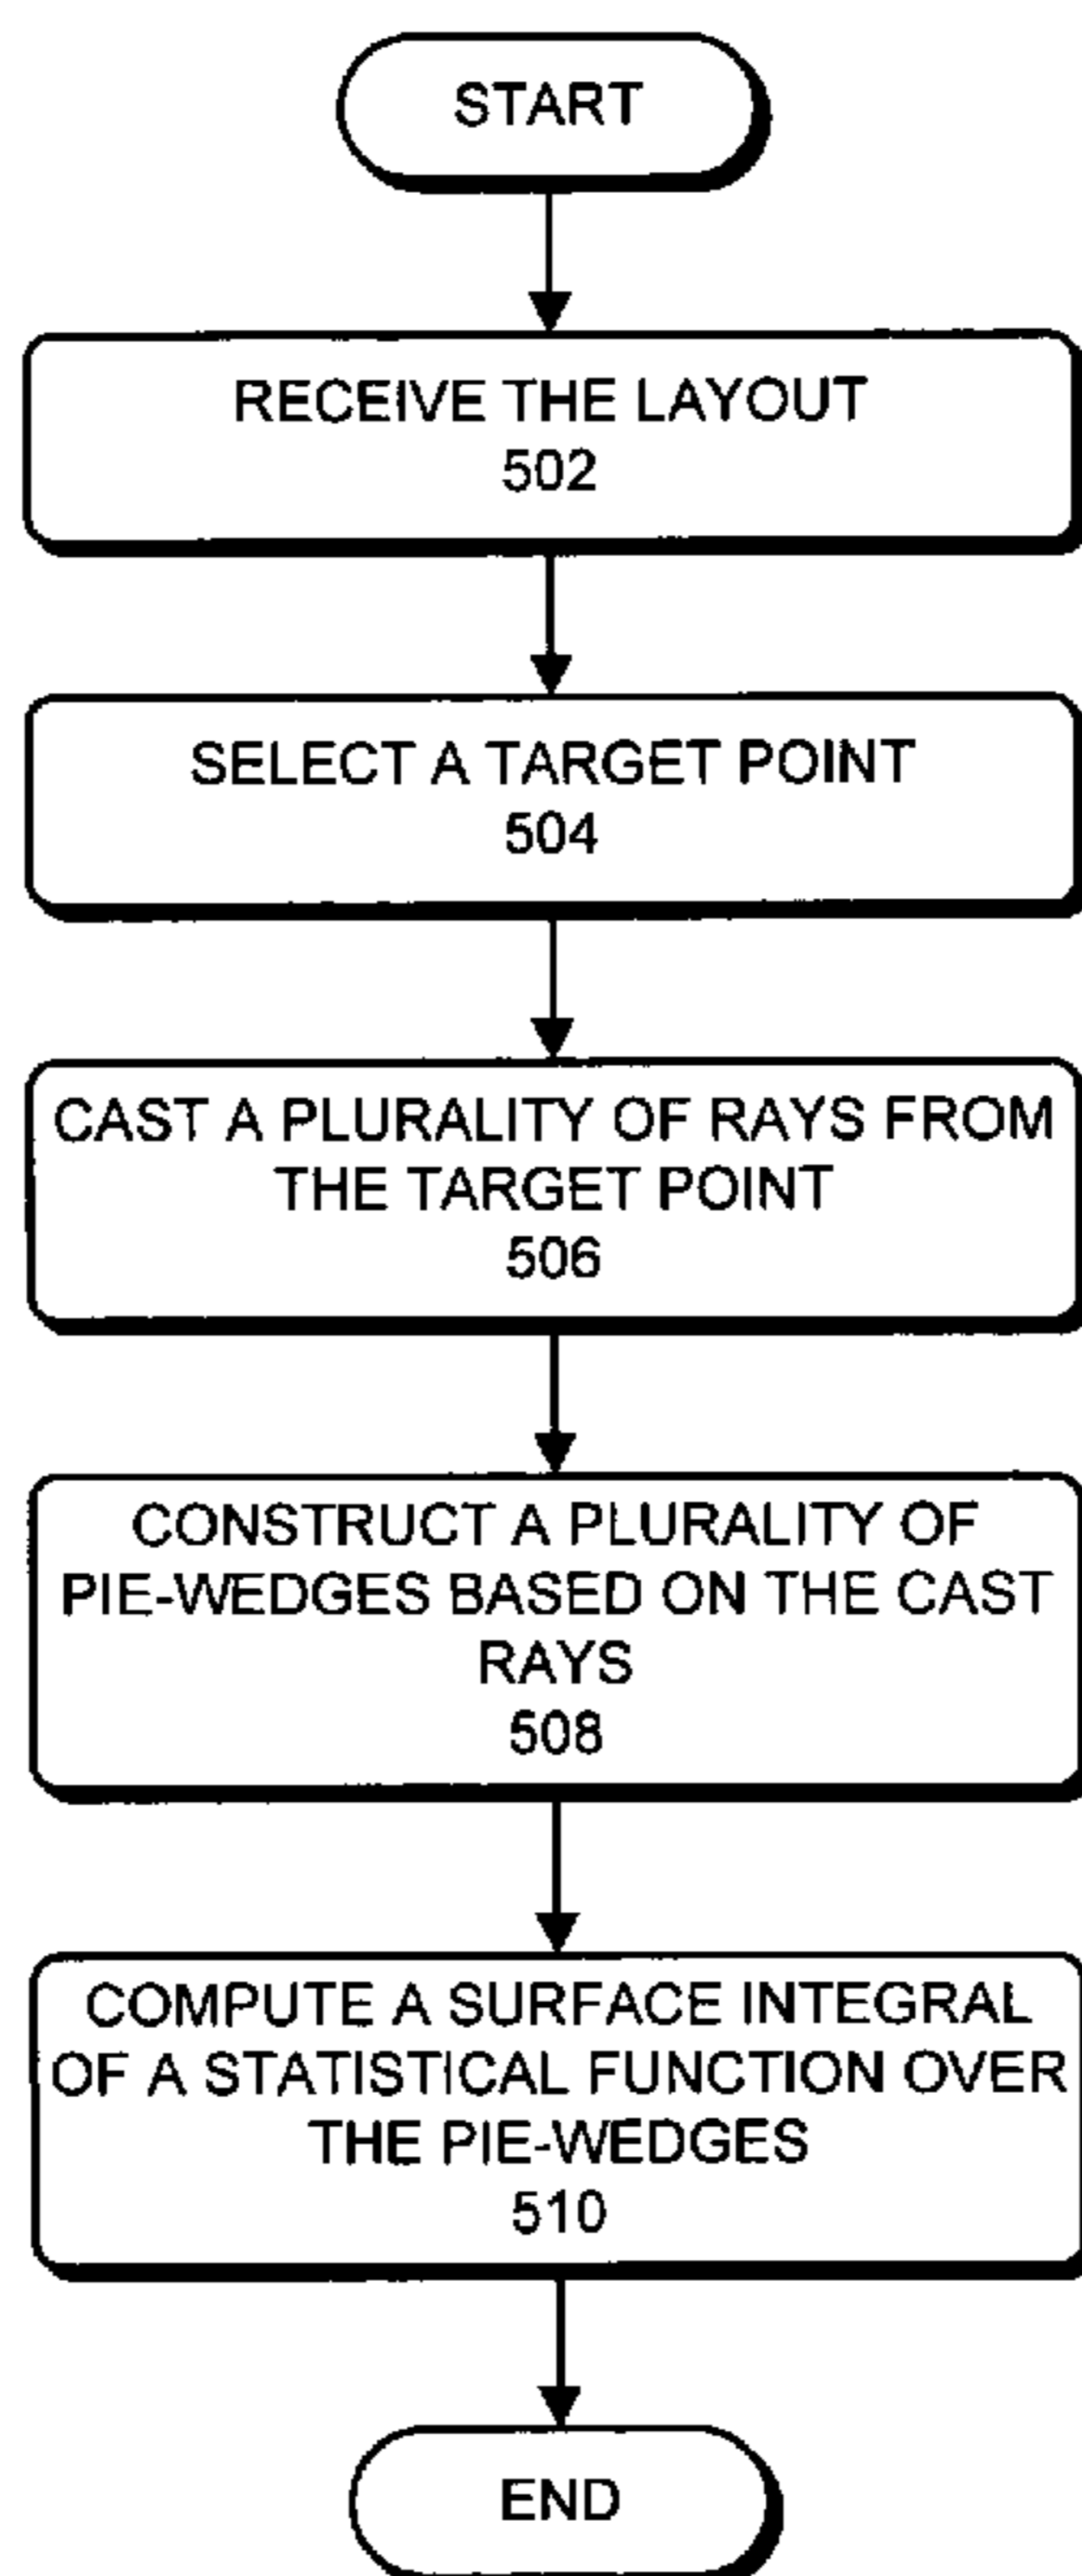 START
RECEIVE THE LAYOUT
502
SELECT A TARGET POINT
504
CAST A PLURALITY OF RAYS FROM
THE TARGET POINT
506
CONSTRUCT A PLURALITY OF
PIE-WEDGES BASED ON THE CAST
RAYS
508
COMPUTE A SURFACE INTEGRAL
OF A STATISTICAL FUNCTION OVER
THE PIE-WEDGES
510
END